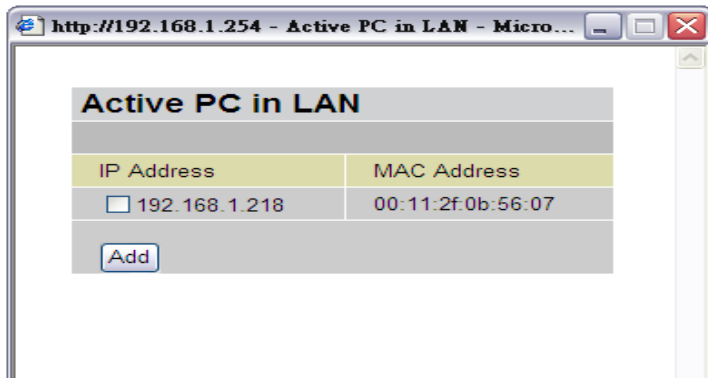 http://192.168.1.254 - Active PC in LAN - Micro...
Active PC in LAN
IP Address MAC Address
192.168.1.218 00:11:2f:0b:56:07
Add